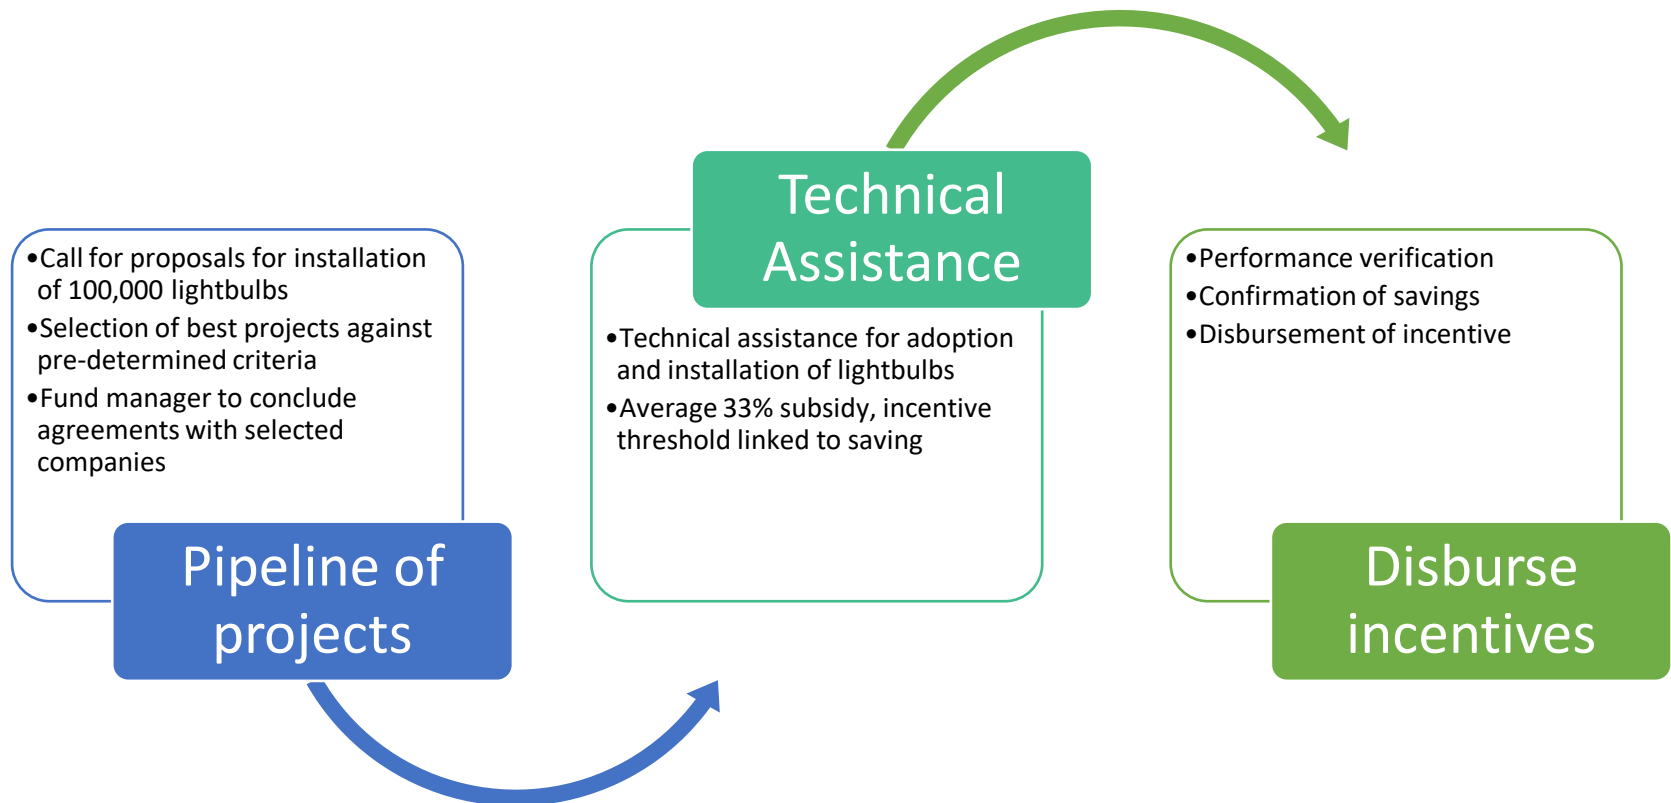 •Call for proposals for installation
of 100,000 lightbulbs
•Selection of best projects against
pre-determined criteria
•Fund manager to conclude
agreements with selected
companies
Pipeline of
projects
Technical
Assistance
•Technical assistance for adoption
and installation of lightbulbs
•Average 33% subsidy, incentive
threshold linked to saving
•Performance verification
•Confirmation of savings
•Disbursement of incentive
Disburse
incentives